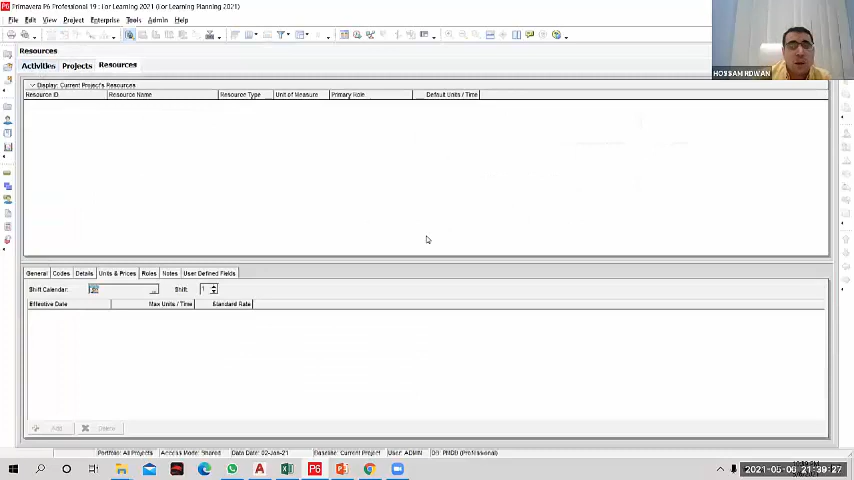 Primavera P6 Professional 19 : For Learning 2021 (For Learning Planning 2021)
File Edit View Project Enterprise Tools Admin Help
Resources
HOSSAM RDWAN
Activities Projects Resources
Display: Current Project's Resources
Resource ID Resource Name Resource Type Unit of Measure Primary Role Default Units / Time
General Codes Details Units & Prices Roles Notes User Defined Fields
Shift Calendar: ... Shift: 1
Effective Date Max Units / Time Standard Rate
Add Delete
Portfolio: All Projects Access Mode: Shared Data Date: 02-Jan-21 Baseline: Current Project User: ADMIN DB: PMDB (Professional)
2021-05-06 21:39:27